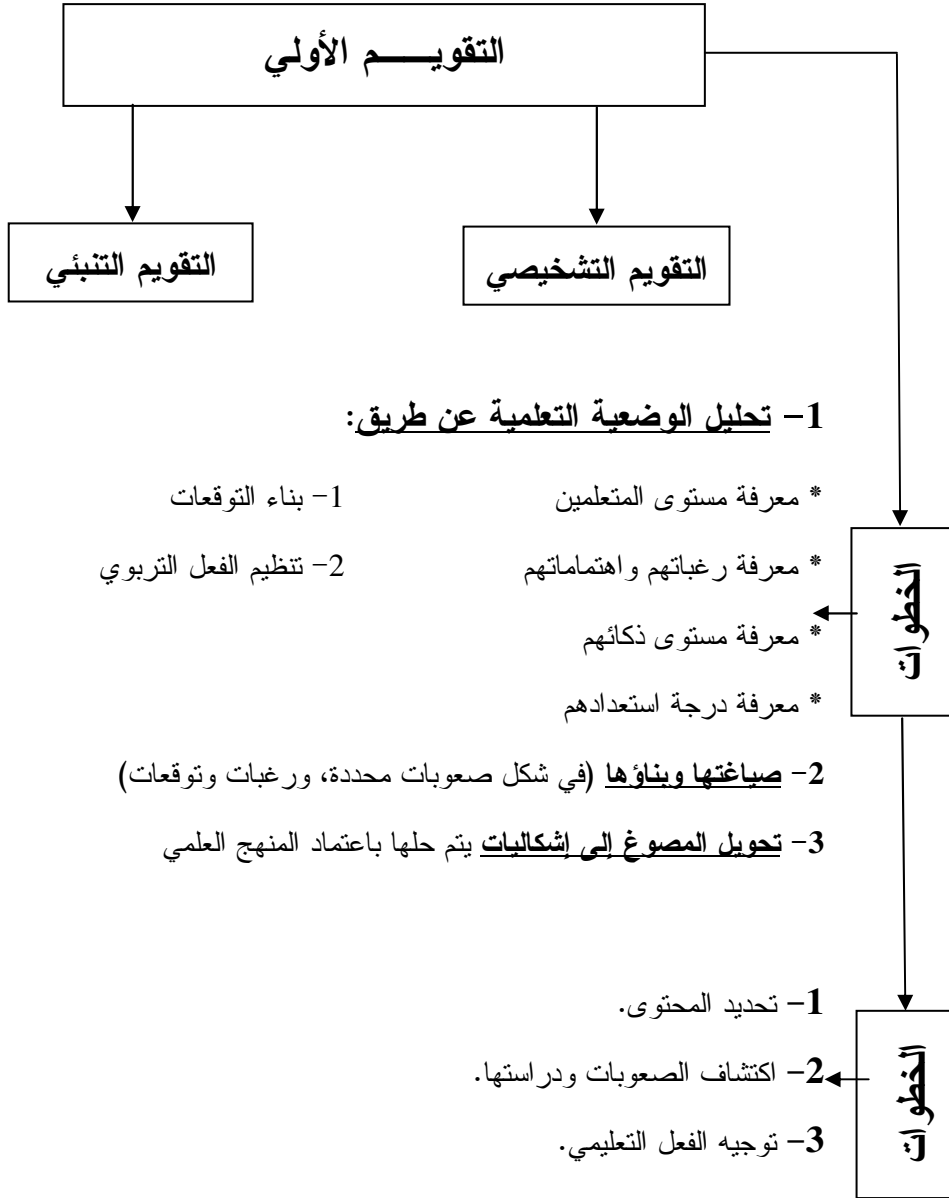 التقويـــــم الأولي
التقويم التشخيصي
التقويم التنبئي
1- تحليل الوضعية التعلمية عن طريق:
* معرفة مستوى المتعلمين
1- بناء التوقعات
* معرفة رغباتهم واهتماماتهم
2- تنظيم الفعل التربوي
* معرفة مستوى ذكائهم
* معرفة درجة استعدادهم
الخطوات
2- صياغتها وبناؤها (في شكل صعوبات محددة، ورغبات وتوقعات)
3- تحويل المصوغ إلى إشكاليات يتم حلها باعتماد المنهج العلمي
1- تحديد المحتوى.
2- اكتشاف الصعوبات ودراستها.
3- توجيه الفعل التعليمي.
الخطوات